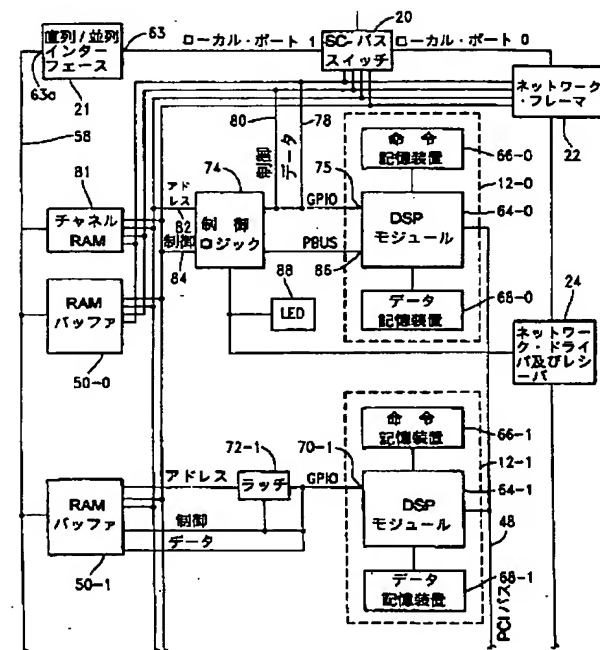 直列/並列
インター
フェース
63
63a
21
ローカル・ポート 1
20
SC-バス
スイッチ
ローカル・ポート 0
ネットワーク
・フレーマ
22
58
80
78
制御
データ
81
チャネル
RAM
アド
レス
82
制御
84
74
制御
ロジック
75
GPIO
PBUS
86
88
LED
命令
記憶装置
66-0
12-0
DSP
モジュール
64-0
データ
記憶装置
68-0
RAM
バッファ
50-0
24
ネットワー
ク・ドライ
バ及びレシ
ーバ
72-1
70-1
アドレス
ラッチ
GPIO
制御
データ
RAM
バッファ
50-1
命令
記憶装置
66-1
12-1
DSP
モジュール
64-1
48
データ
記憶装置
68-1
PCIバス